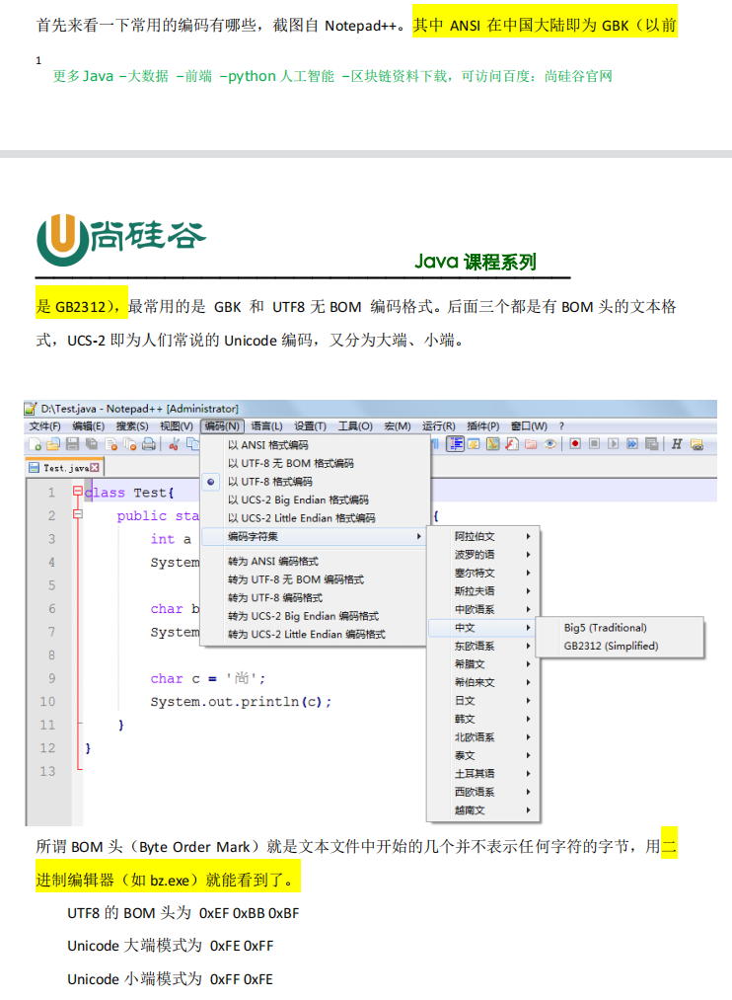 首先来看一下常用的编码有哪些，截图自 Notepad++。其中 ANSI 在中国大陆即为 GBK（以前
1
更多 Java –大数据 –前端 –python 人工智能 –区块链资料下载，可访问百度：尚硅谷官网
尚硅谷
Java 课程系列
是 GB2312），最常用的是 GBK 和 UTF8 无 BOM 编码格式。后面三个都是有 BOM 头的文本格
式，UCS-2 即为人们常说的 Unicode 编码，又分为大端、小端。
D:\Test.java - Notepad++ [Administrator]
文件(F) 编辑(E) 搜索(S) 视图(V) 编码(N) 语言(L) 设置(T) 工具(O) 宏(M) 运行(R) 插件(P) 窗口(W) ?
Test.java
以 ANSI 格式编码
以 UTF-8 无 BOM 格式编码
以 UTF-8 格式编码
以 UCS-2 Big Endian 格式编码
以 UCS-2 Little Endian 格式编码
编码字符集
转为 ANSI 编码格式
转为 UTF-8 无 BOM 编码格式
转为 UTF-8 编码格式
转为 UCS-2 Big Endian 编码格式
转为 UCS-2 Little Endian 编码格式
阿拉伯文
波罗的语
塞尔特文
斯拉夫语
中欧语系
中文
东欧语系
希腊文
希伯来文
日文
韩文
北欧语系
泰文
土耳其语
西欧语系
越南文
Big5 (Traditional)
GB2312 (Simplified)
1 class Test{
2 public sta {
3 int a
4 System
5
6 char b
7 System
8
9 char c = '尚';
10 System.out.println(c);
11 }
12 }
13
所谓 BOM 头（Byte Order Mark）就是文本文件中开始的几个并不表示任何字符的字节，用二
进制编辑器（如 bz.exe）就能看到了。
UTF8 的 BOM 头为 0xEF 0xBB 0xBF
Unicode 大端模式为 0xFE 0xFF
Unicode 小端模式为 0xFF 0xFE